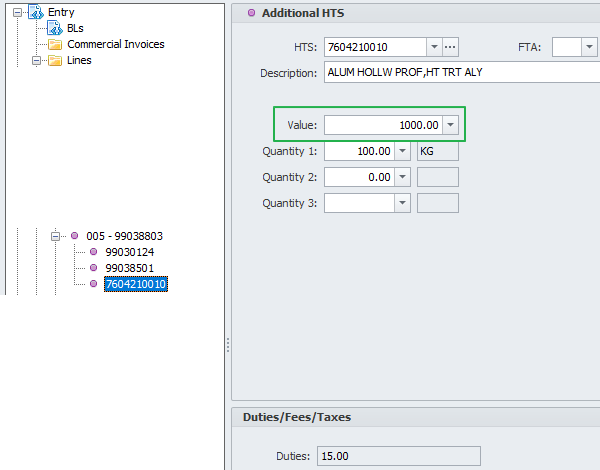 Entry
BLs
Commercial Invoices
Lines
005 - 99038803
99030124
99038501
7604210010
Additional HTS
HTS: 7604210010 ... FTA:
Description: ALUM HOLLW PROF,HT TRT ALY
Value: 1000.00
Quantity 1: 100.00 KG
Quantity 2: 0.00
Quantity 3:
Duties/Fees/Taxes
Duties: 15.00